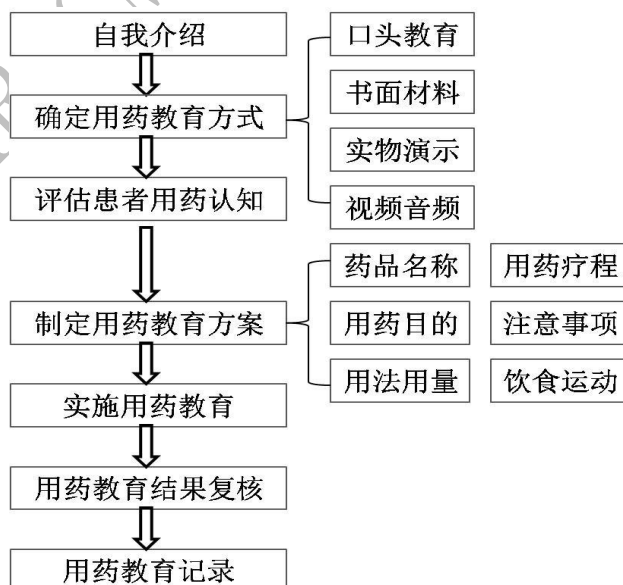 自我介绍
口头教育
确定用药教育方式
书面材料
实物演示
评估患者用药认知
视频音频
药品名称 用药疗程
制定用药教育方案
用药目的 注意事项
用法用量 饮食运动
实施用药教育
用药教育结果复核
用药教育记录